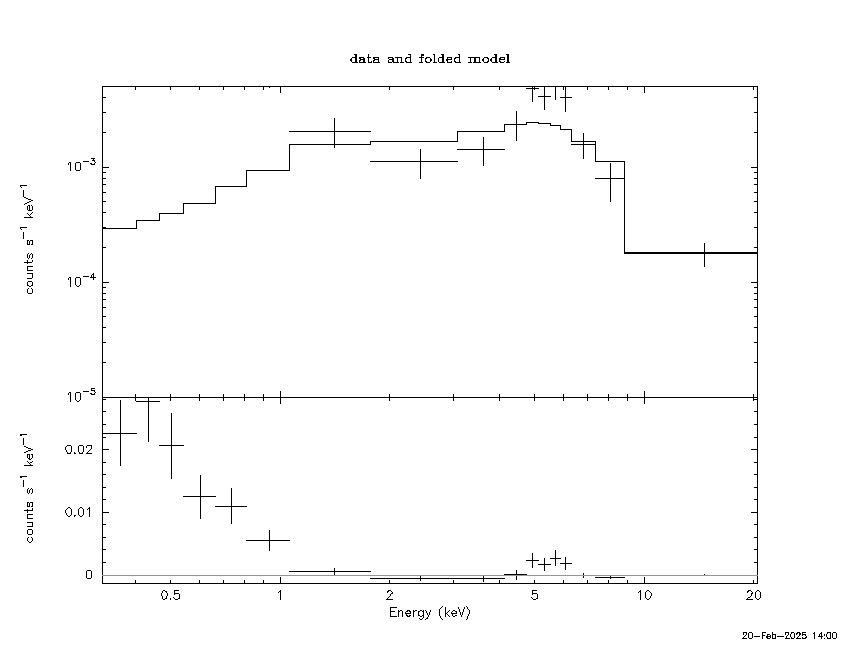 data and folded model
counts s⁻¹ keV⁻¹
10⁻³
10⁻⁴
10⁻⁵
counts s⁻¹ keV⁻¹
0.02
0.01
0
0.5 1 2 5 10 20
Energy (keV)
20-Feb-2025 14:00